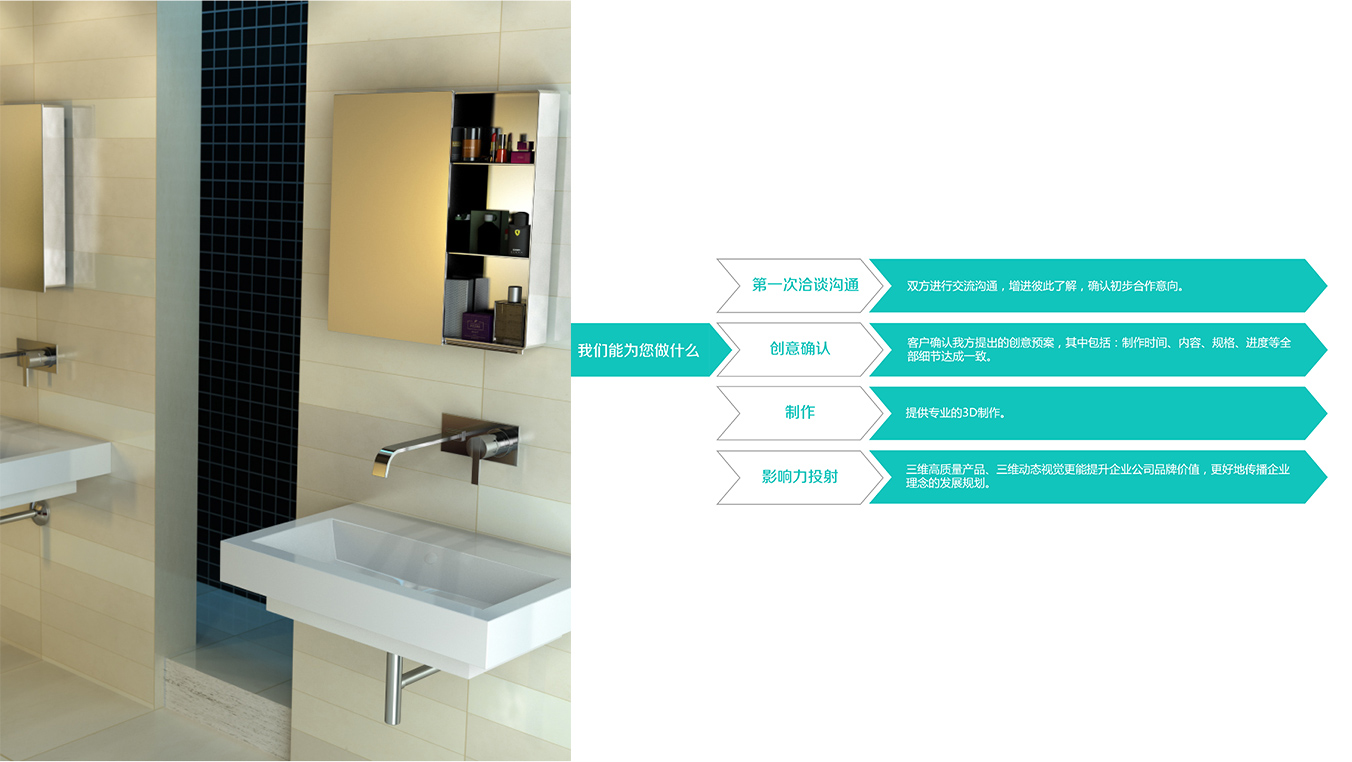 第一次洽谈沟通
双方进行交流沟通，增进彼此了解，确认初步合作意向。
我们能为您做什么
创意确认
客户确认我方提出的创意预案，其中包括：制作时间、内容、规格、进度等全
部细节达成一致。
制作
提供专业的3D制作。
影响力投射
三维高质量产品、三维动态视觉更能提升企业公司品牌价值，更好地传播企业
理念的发展规划。